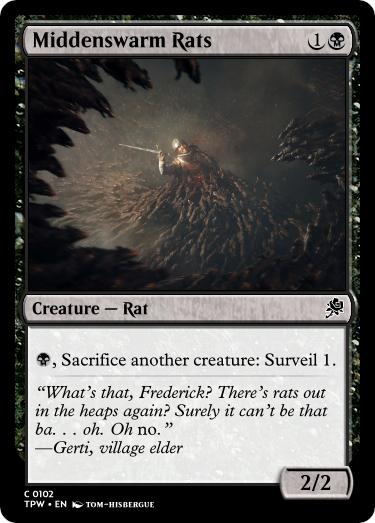 Middenswarm Rats 1
Creature — Rat
, Sacrifice another creature: Surveil 1.
“What’s that, Frederick? There’s rats out
in the heaps again? Surely it can’t be that
ba. . . oh. Oh no.”
—Gerti, village elder
2/2
C 0102
TPW • EN TOM-HISBERGUE